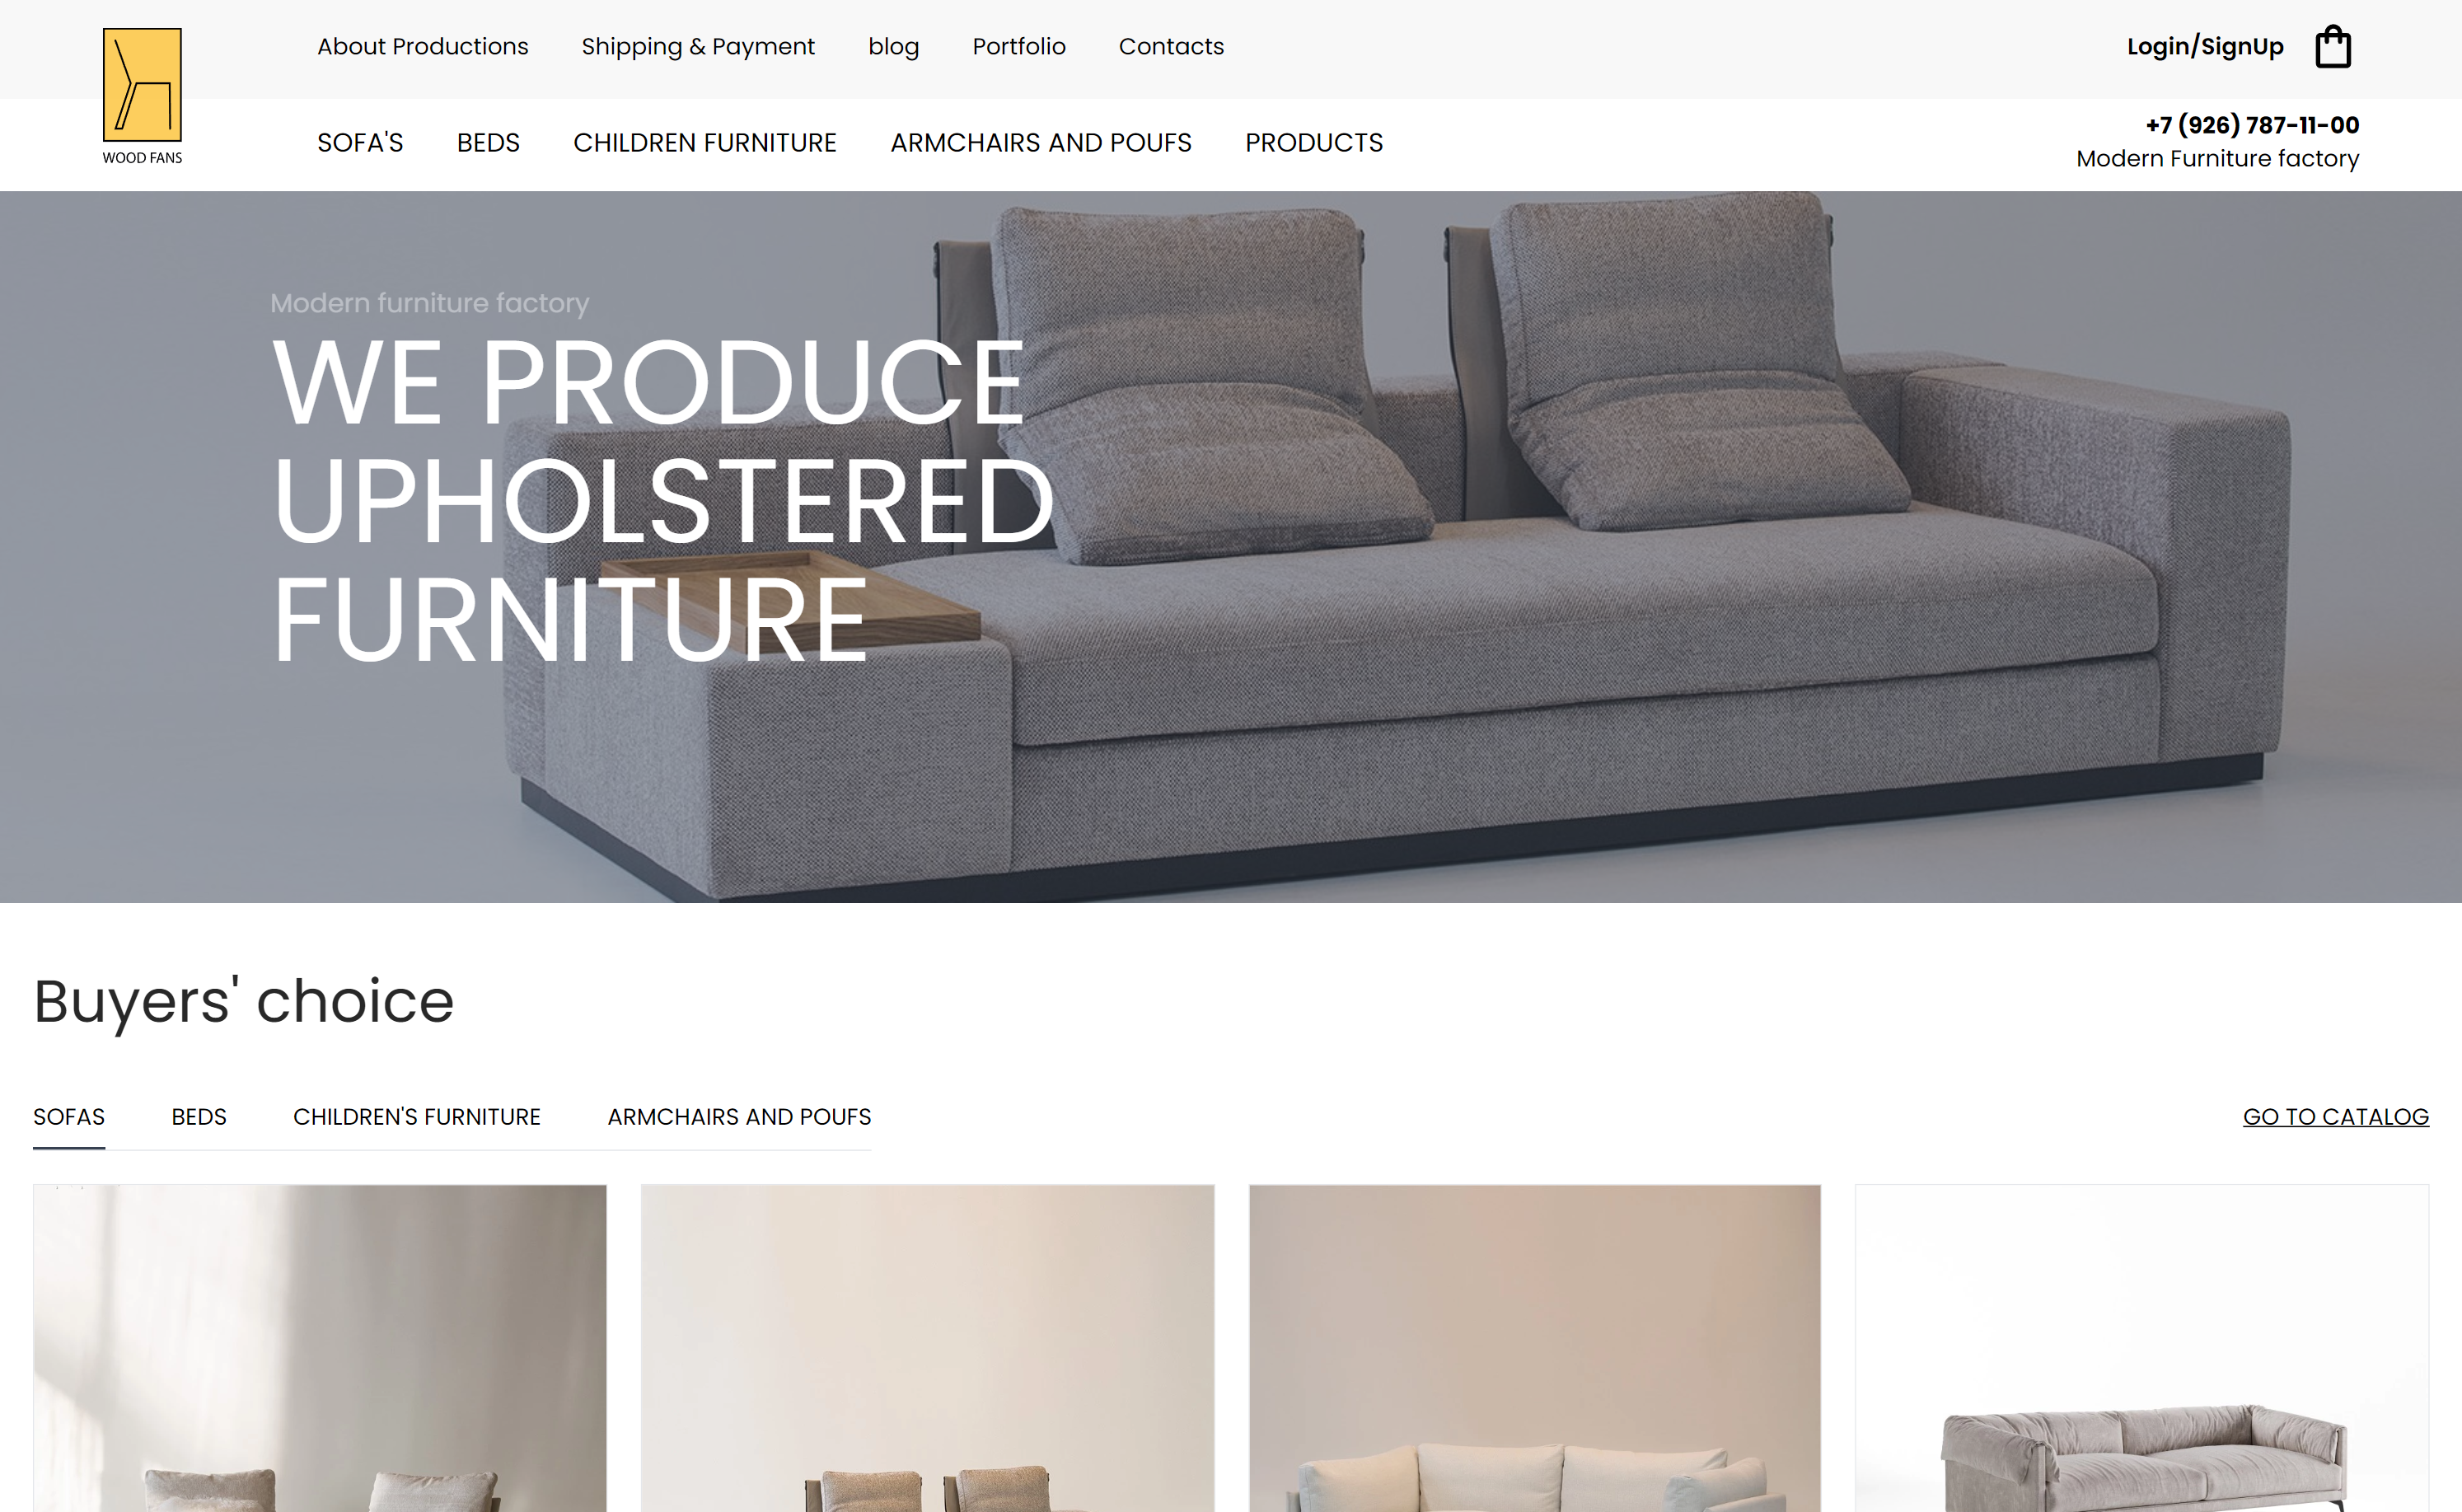 About Productions Shipping & Payment blog Portfolio Contacts Login/SignUp
WOOD FANS
SOFA'S BEDS CHILDREN FURNITURE ARMCHAIRS AND POUFS PRODUCTS
+7 (926) 787-11-00
Modern Furniture factory
Modern furniture factory
WE PRODUCE
UPHOLSTERED
FURNITURE
Buyers' choice
SOFAS BEDS CHILDREN'S FURNITURE ARMCHAIRS AND POUFS GO TO CATALOG